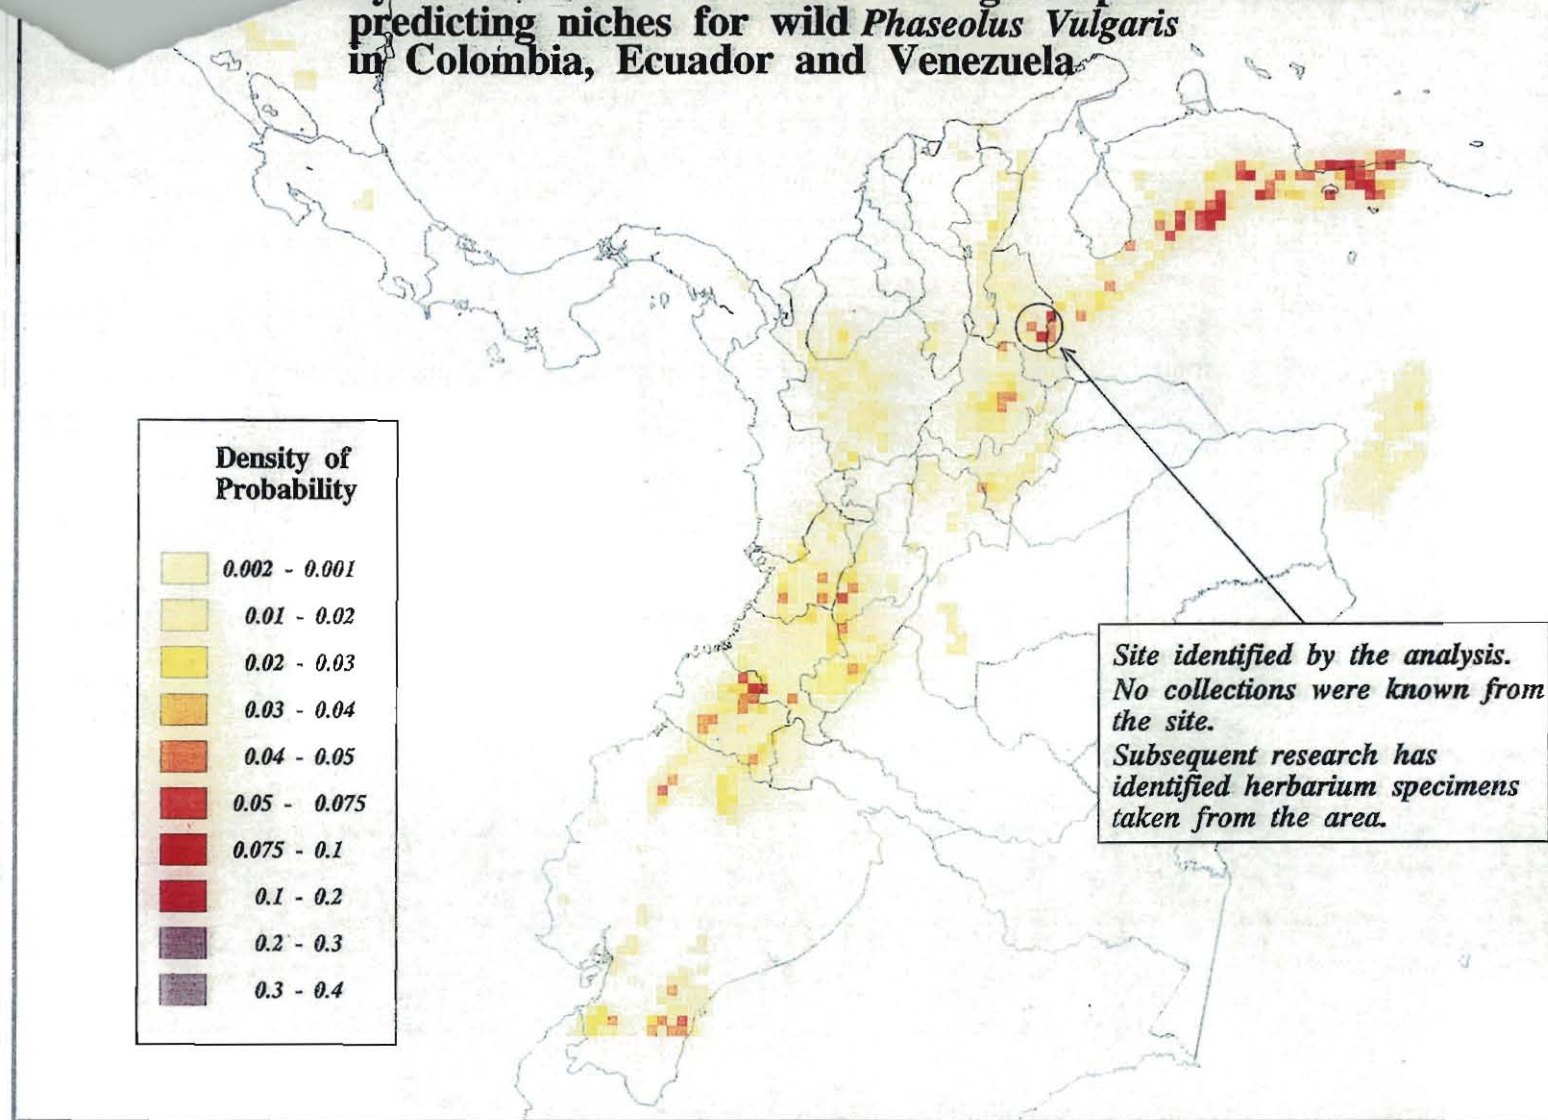 predicting niches for wild Phaseolus Vulgaris
in Colombia, Ecuador and Venezuela
Density of
Probability
0.002 - 0.001
0.01 - 0.02
0.02 - 0.03
0.03 - 0.04
0.04 - 0.05
0.05 - 0.075
0.075 - 0.1
0.1 - 0.2
0.2 - 0.3
0.3 - 0.4
Site identified by the analysis.
No collections were known from
the site.
Subsequent research has
identified herbarium specimens
taken from the area.